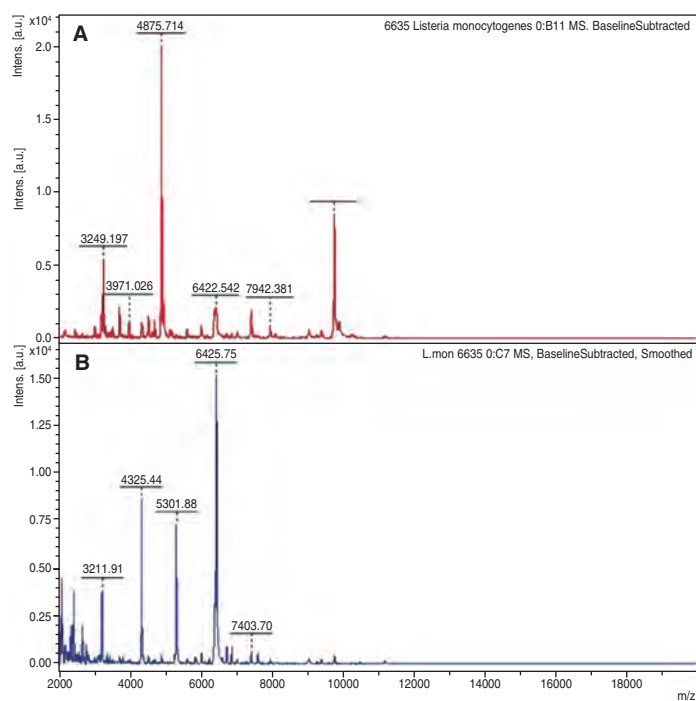 x10⁴
A
4875.714
6635 Listeria monocytogenes 0:B11 MS. BaselineSubtracted
Intens. [a.u.]
2.0
1.5
Intens. [a.u.]
1.0
3249.197
0.5
3971.026
6422.542
7942.381
0.0
x10⁴
B
6425.75
L.mon 6635 0:C7 MS, BaselineSubtracted, Smoothed
Intens. [a.u.]
1.50
1.25
1.00
4325.44
5301.88
0.75
0.50
3211.91
0.25
7403.70
0.00
2000 4000 6000 8000 10000 12000 14000 16000 18000
m/z